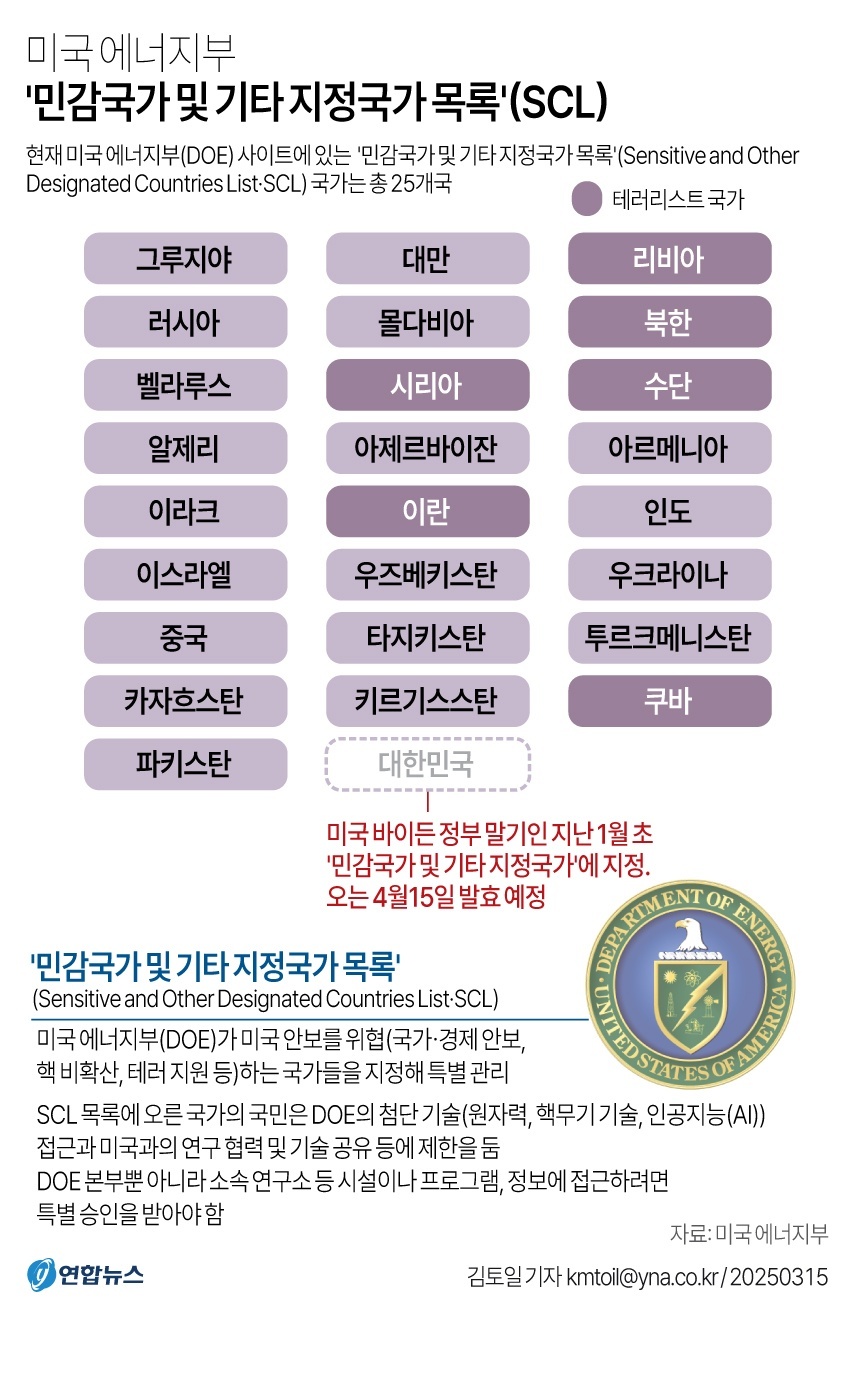 미국 에너지부
'민감국가 및 기타 지정국가 목록'(SCL)
현재 미국 에너지부(DOE) 사이트에 있는 '민감국가 및 기타 지정국가 목록'(Sensitive and Other
Designated Countries List·SCL) 국가는 총 25개국
테러리스트 국가
그루지야 대만 리비아
러시아 몰다비아 북한
벨라루스 시리아 수단
알제리 아제르바이잔 아르메니아
이라크 이란 인도
이스라엘 우즈베키스탄 우크라이나
중국 타지키스탄 투르크메니스탄
카자흐스탄 키르기스스탄 쿠바
파키스탄 대한민국
미국 바이든 정부 말기인 지난 1월 초
'민감국가 및 기타 지정국가'에 지정.
오는 4월15일 발효 예정
DEPARTMENT OF ENERGY
UNITED STATES OF AMERICA
'민감국가 및 기타 지정국가 목록'
(Sensitive and Other Designated Countries List·SCL)
미국 에너지부(DOE)가 미국 안보를 위협(국가·경제 안보,
핵 비확산, 테러 지원 등)하는 국가들을 지정해 특별 관리
SCL 목록에 오른 국가의 국민은 DOE의 첨단 기술(원자력, 핵무기 기술, 인공지능(AI))
접근과 미국과의 연구 협력 및 기술 공유 등에 제한을 둠
DOE 본부뿐 아니라 소속 연구소 등 시설이나 프로그램, 정보에 접근하려면
특별 승인을 받아야 함
자료: 미국 에너지부
연합뉴스
김토일 기자 kmtoil@yna.co.kr / 20250315